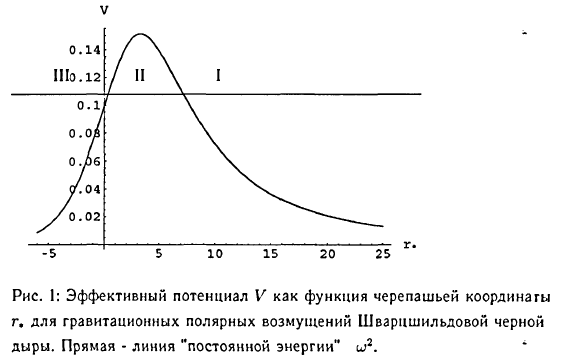 V
0.14
III 0.12 II I
0.1
0.08
0.06
0.04
0.02
-5 5 10 15 20 25 r*
Рис. 1: Эффективный потенциал V как функция черепашьей координаты
r* для гравитационных полярных возмущений Шварцшильдовой черной
дыры. Прямая - линия "постоянной энергии" ω².